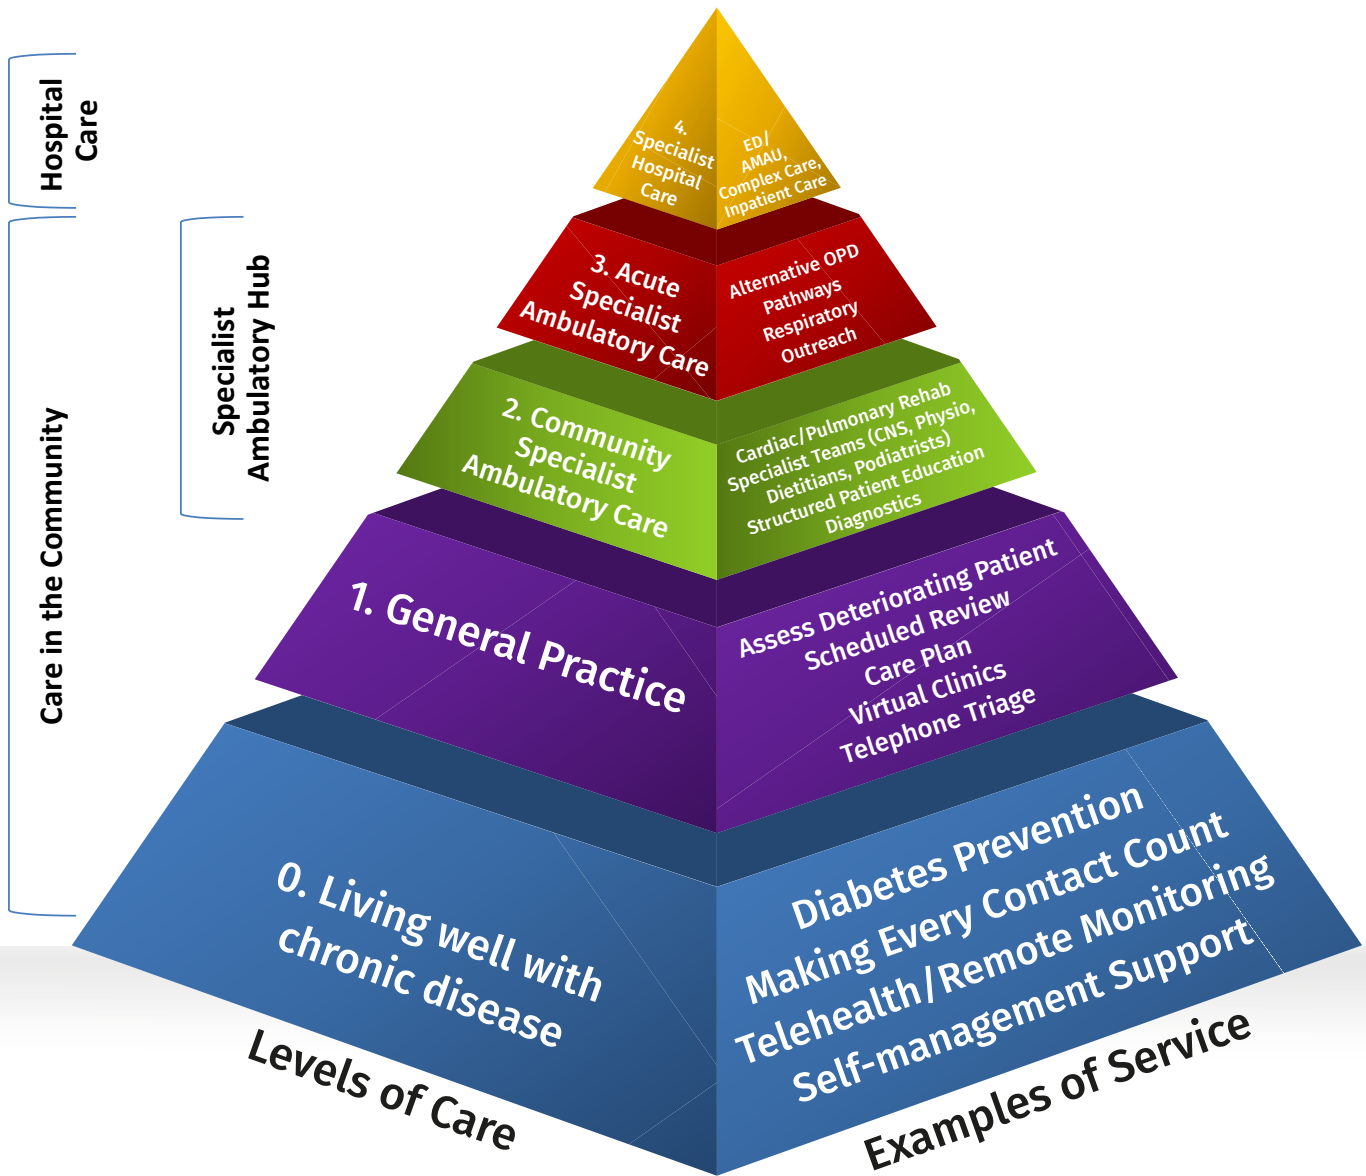 Hospital
Care
Care in the Community
Specialist
Ambulatory Hub
4.
Specialist
Hospital
Care
ED/
AMAU,
Complex Care,
Inpatient Care
3. Acute
Specialist
Ambulatory Care
Alternative OPD
Pathways
Respiratory
Outreach
2. Community
Specialist
Ambulatory Care
Cardiac/Pulmonary Rehab
Specialist Teams (CNS, Physio,
Dietitians, Podiatrists)
Structured Patient Education
Diagnostics
1. General Practice
Assess Deteriorating Patient
Scheduled Review
Care Plan
Virtual Clinics
Telephone Triage
0. Living well with
chronic disease
Diabetes Prevention
Making Every Contact Count
Telehealth/Remote Monitoring
Self-management Support
Levels of Care
Examples of Service